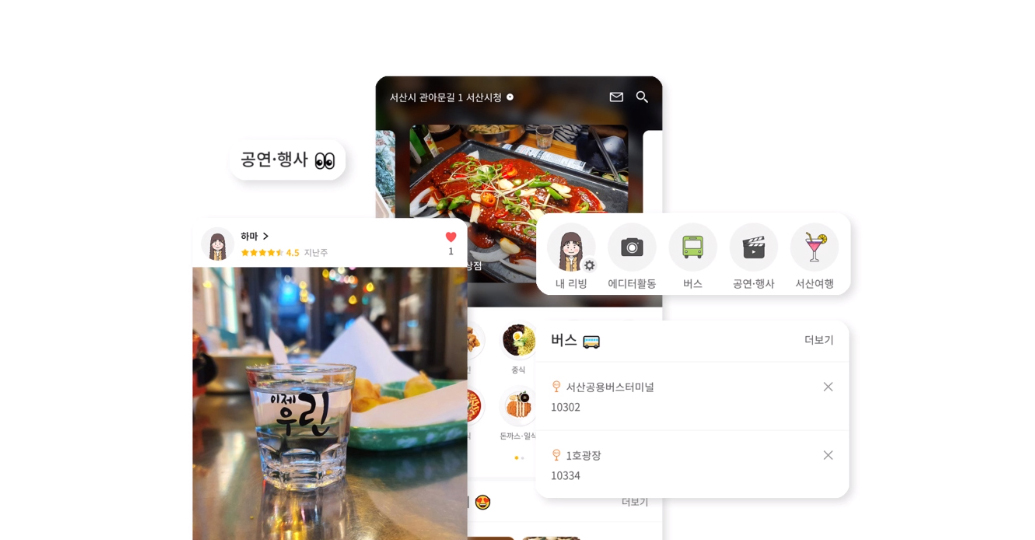 서산시 관아문길 1 서산시청
공연·행사
하마
4.5 지난주
1
상점
이제
우린
내 리빙
에디터활동
버스
공연·행사
서산여행
버스
더보기
서산공용버스터미널
10302
1호광장
10334
중식
돈까스·일식
더보기